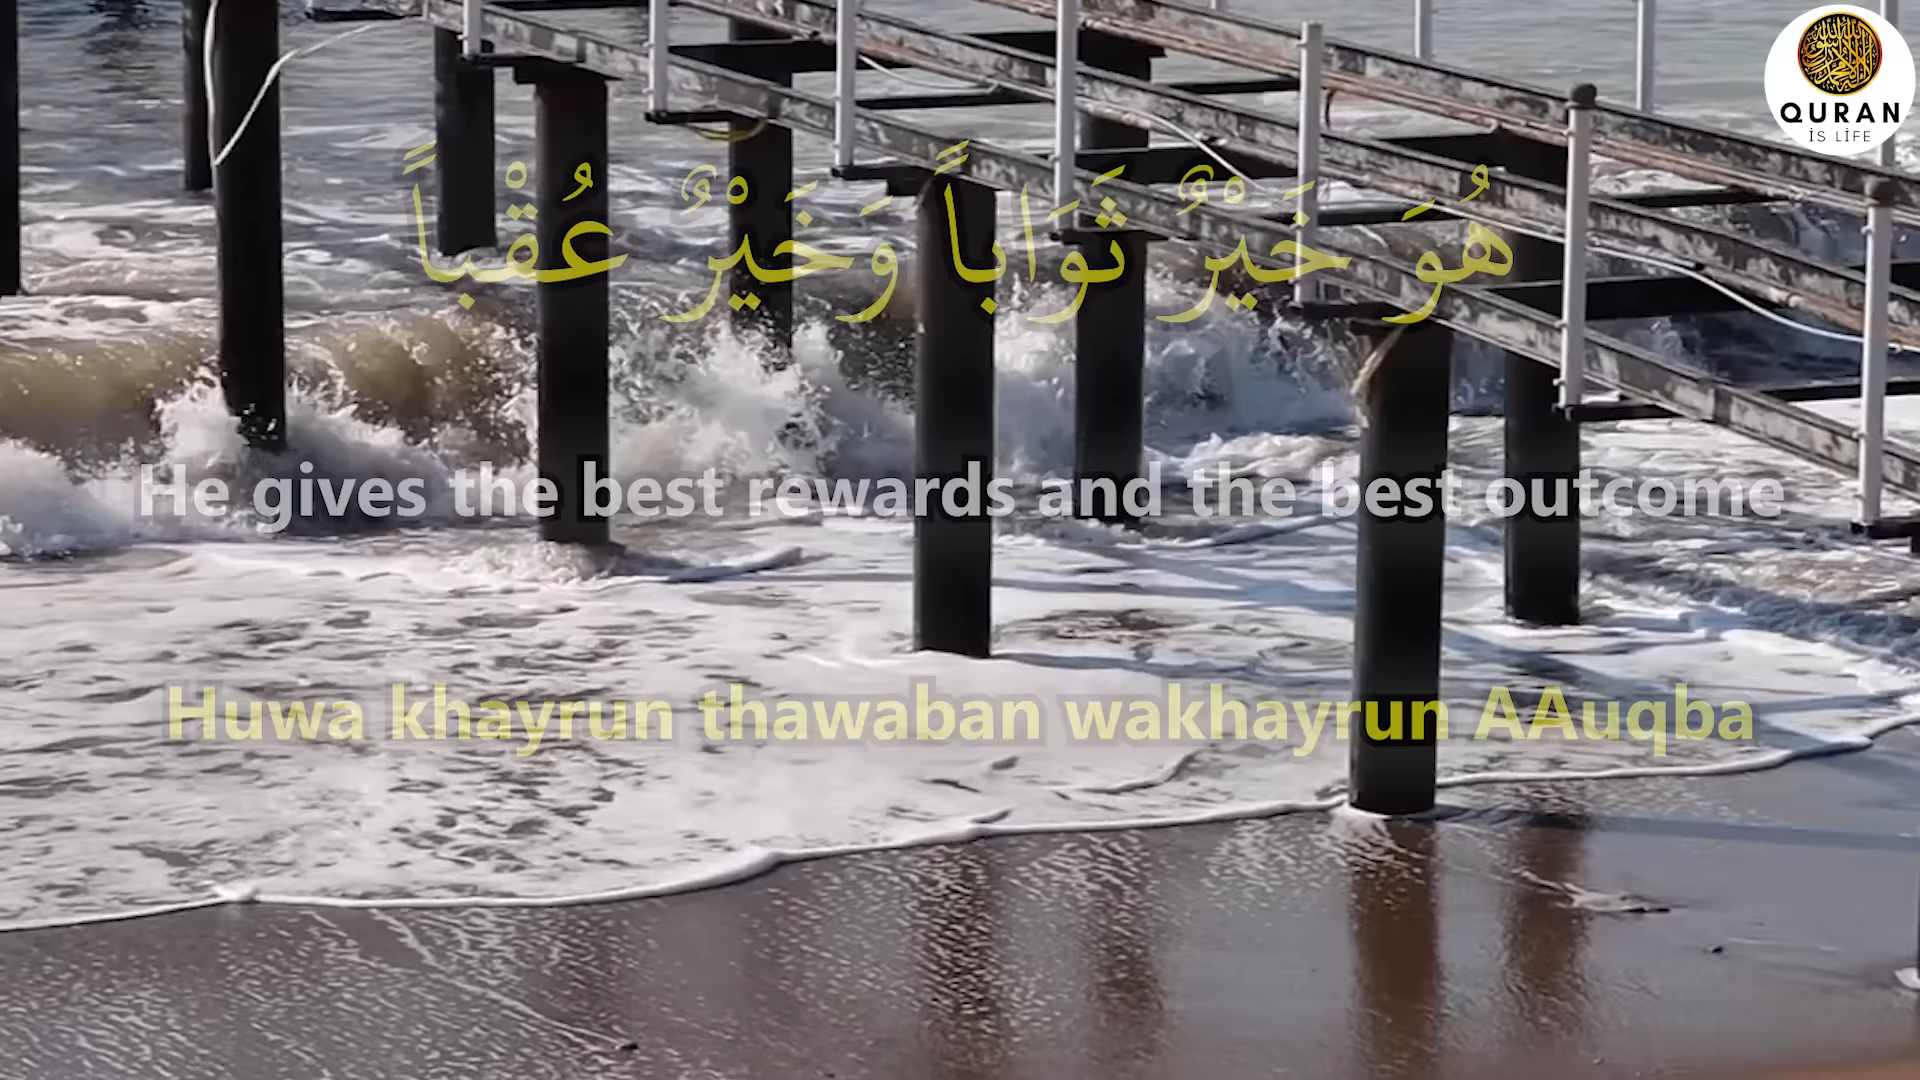 QURAN
İS LİFE
هُوَ خَيْرٌ ثَوَاباً وَخَيْرٌ عُقْباً
He gives the best rewards and the best outcome
Huwa khayrun thawaban wakhayrun AAuqba